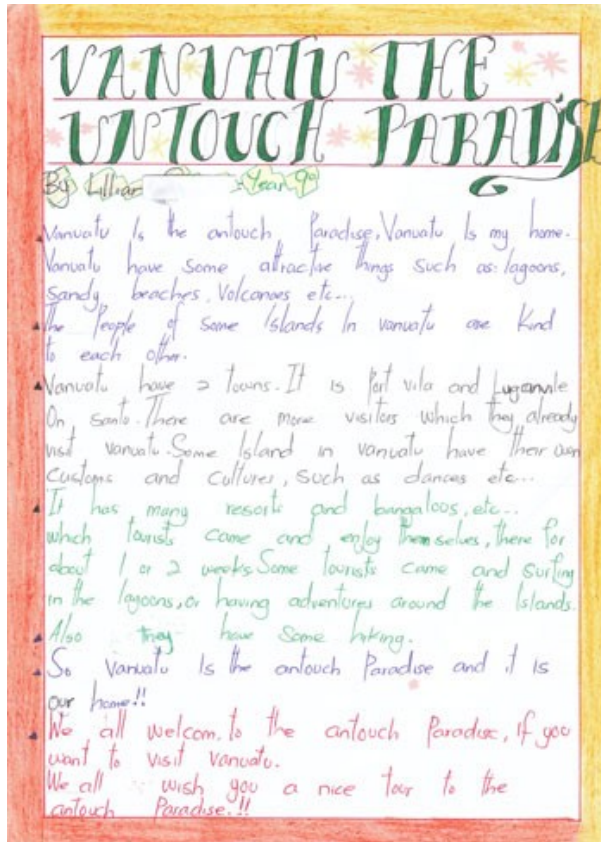 VANUATU THE
UNTOUCH PARADISE
By Lillian Year 9
Vanuatu Is the antouch Paradise, Vanuatu Is my home.
Vanuatu have Some attractive things such as: lagoons,
Sandy beaches. Volcanoes etc...
The People of Some Islands In vanuatu are Kind
to each other.
Vanuatu have 2 towns. It is Port vila and Luganvile
On santo. There are more visitors which they already
visit vanuatu. Some Island in vanuatu have their own
Customs and Cultures, Such as dances etc...
It has many resorts and bangaloos, etc...
which tourists Came and enjoy themselves, there for
about 1 or 2 weeks. Some tourists Came and Surfing
in the lagoons, or having adventures around the Islands.
Also they have some hiking.
So Vanuatu Is the antouch Paradise and it is
our home!!
We all welcom. to the antouch Paradise, if you
want to visit Vanuatu.
We all wish you a nice tour to the
antouch Paradise.!!